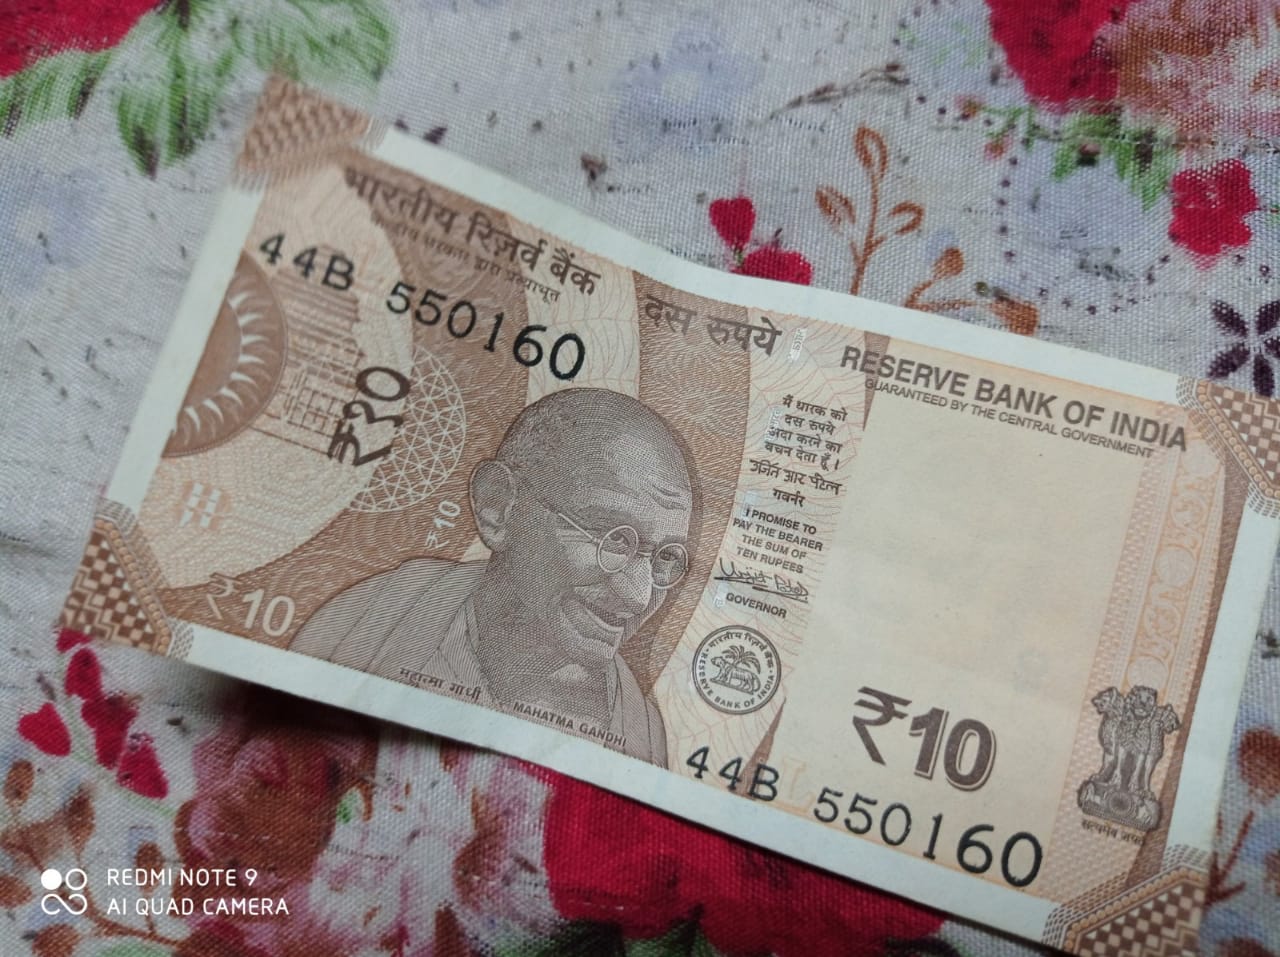 भारतीय रिज़र्व बैंक
केन्द्रीय सरकार द्वारा प्रत्याभूत
44B 550160
दस रुपये
₹१०
₹10
₹10
महात्मा गांधी
MAHATMA GANDHI
मैं धारक को
दस रुपये
अदा करने का
वचन देता हूँ।
उर्जित आर पटेल
गवर्नर
I PROMISE TO
PAY THE BEARER
THE SUM OF
TEN RUPEES
GOVERNOR
भारतीय रिज़र्व बैंक
RESERVE BANK OF INDIA
RESERVE BANK OF INDIA
GUARANTEED BY THE CENTRAL GOVERNMENT
₹10
सत्यमेव जयते
44B 550160
REDMI NOTE 9
AI QUAD CAMERA